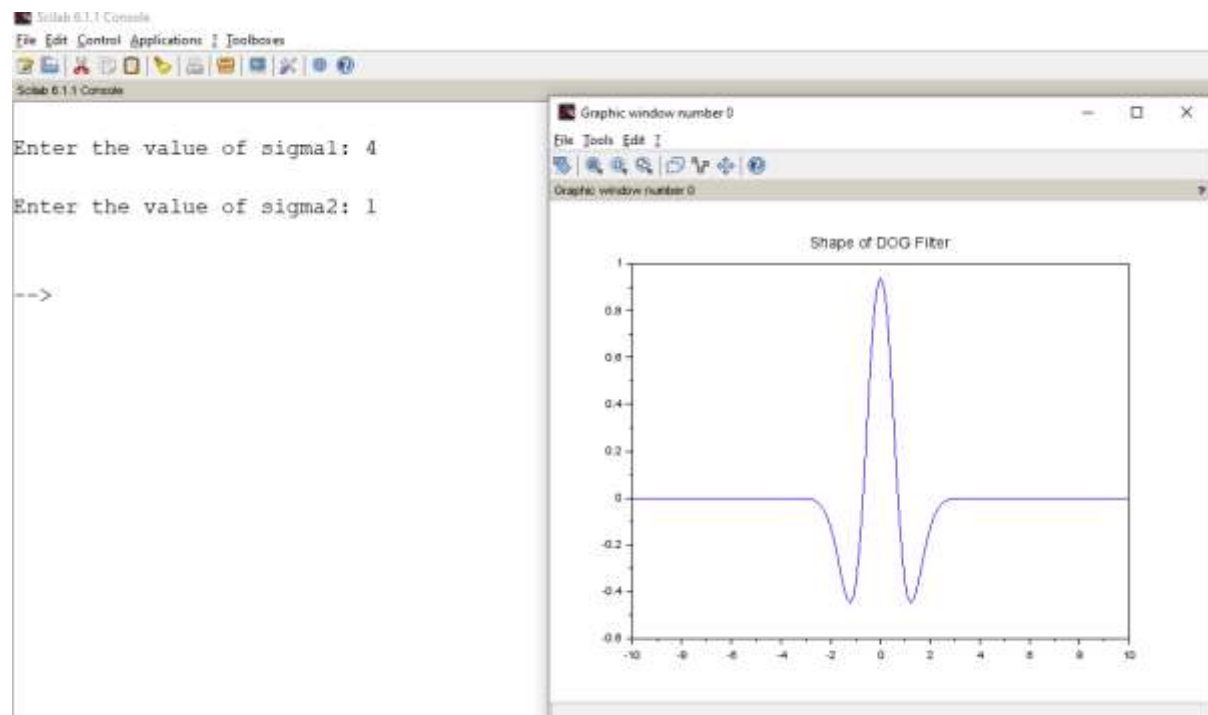 Scilab 6.1.1 Console
File Edit Control Applications ? Toolboxes
Scilab 6.1.1 Console
Enter the value of sigma1: 4
Enter the value of sigma2: 1
-->
Graphic window number 0
File Tools Edit ?
Graphic window number 0
?
Shape of DOG Filter
1
0.8
0.6
0.4
0.2
0
-0.2
-0.4
-0.6
-10 -8 -6 -4 -2 0 2 4 6 8 10